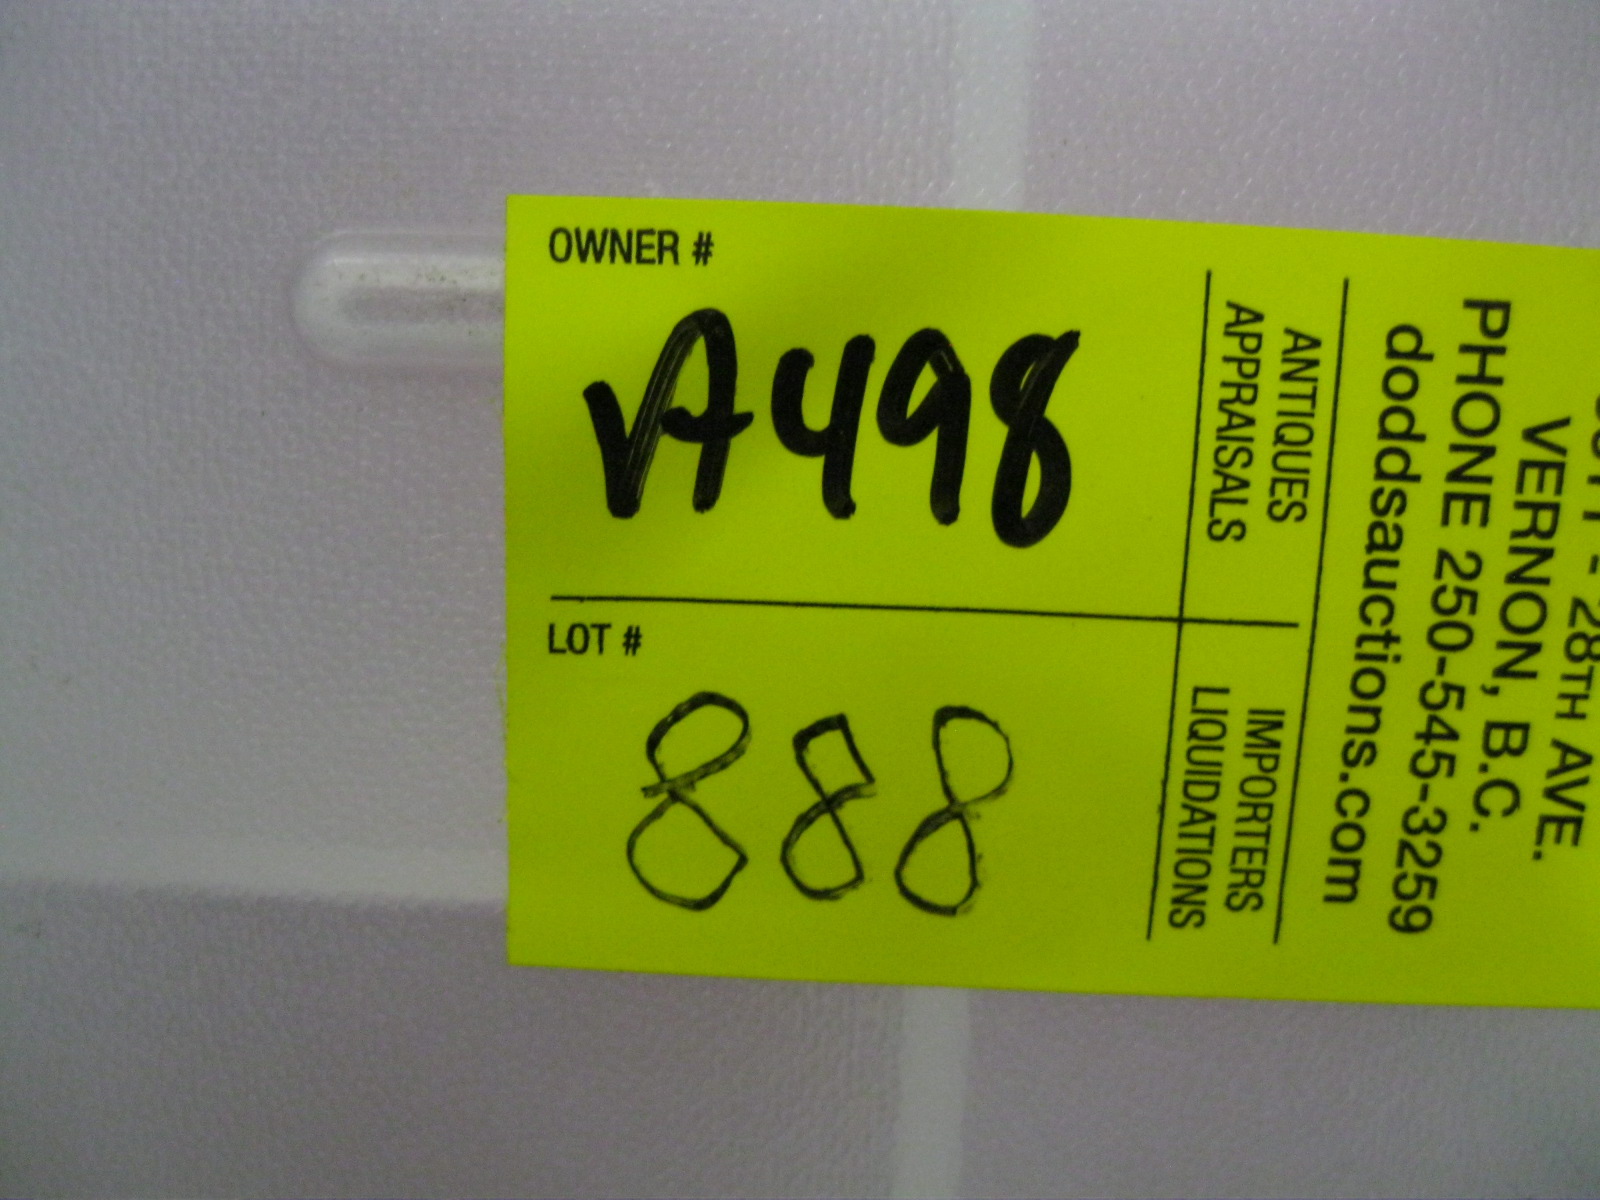 OWNER #
A498
LOT #
888
ANTIQUES
APPRAISALS
IMPORTERS
LIQUIDATIONS
28TH AVE.
VERNON, B.C.
PHONE 250-545-3259
doddsauctions.com